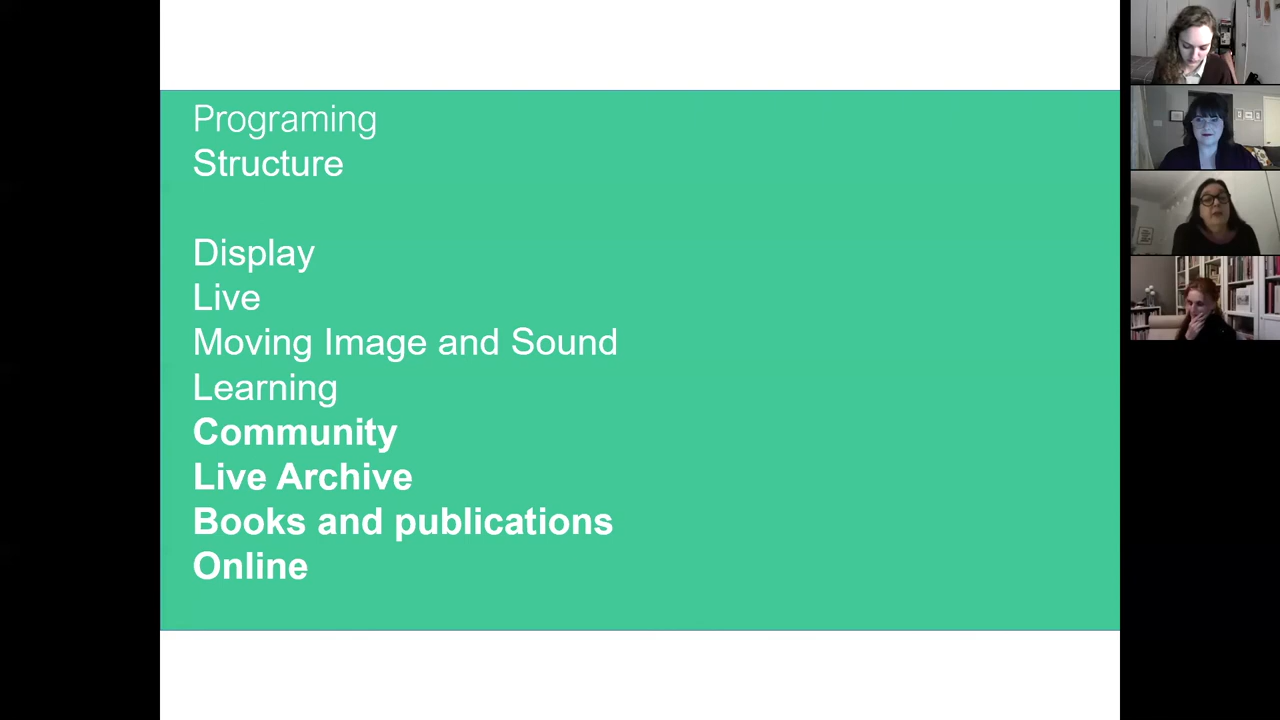 Programing
Structure
Display
Live
Moving Image and Sound
Learning
Community
Live Archive
Books and publications
Online